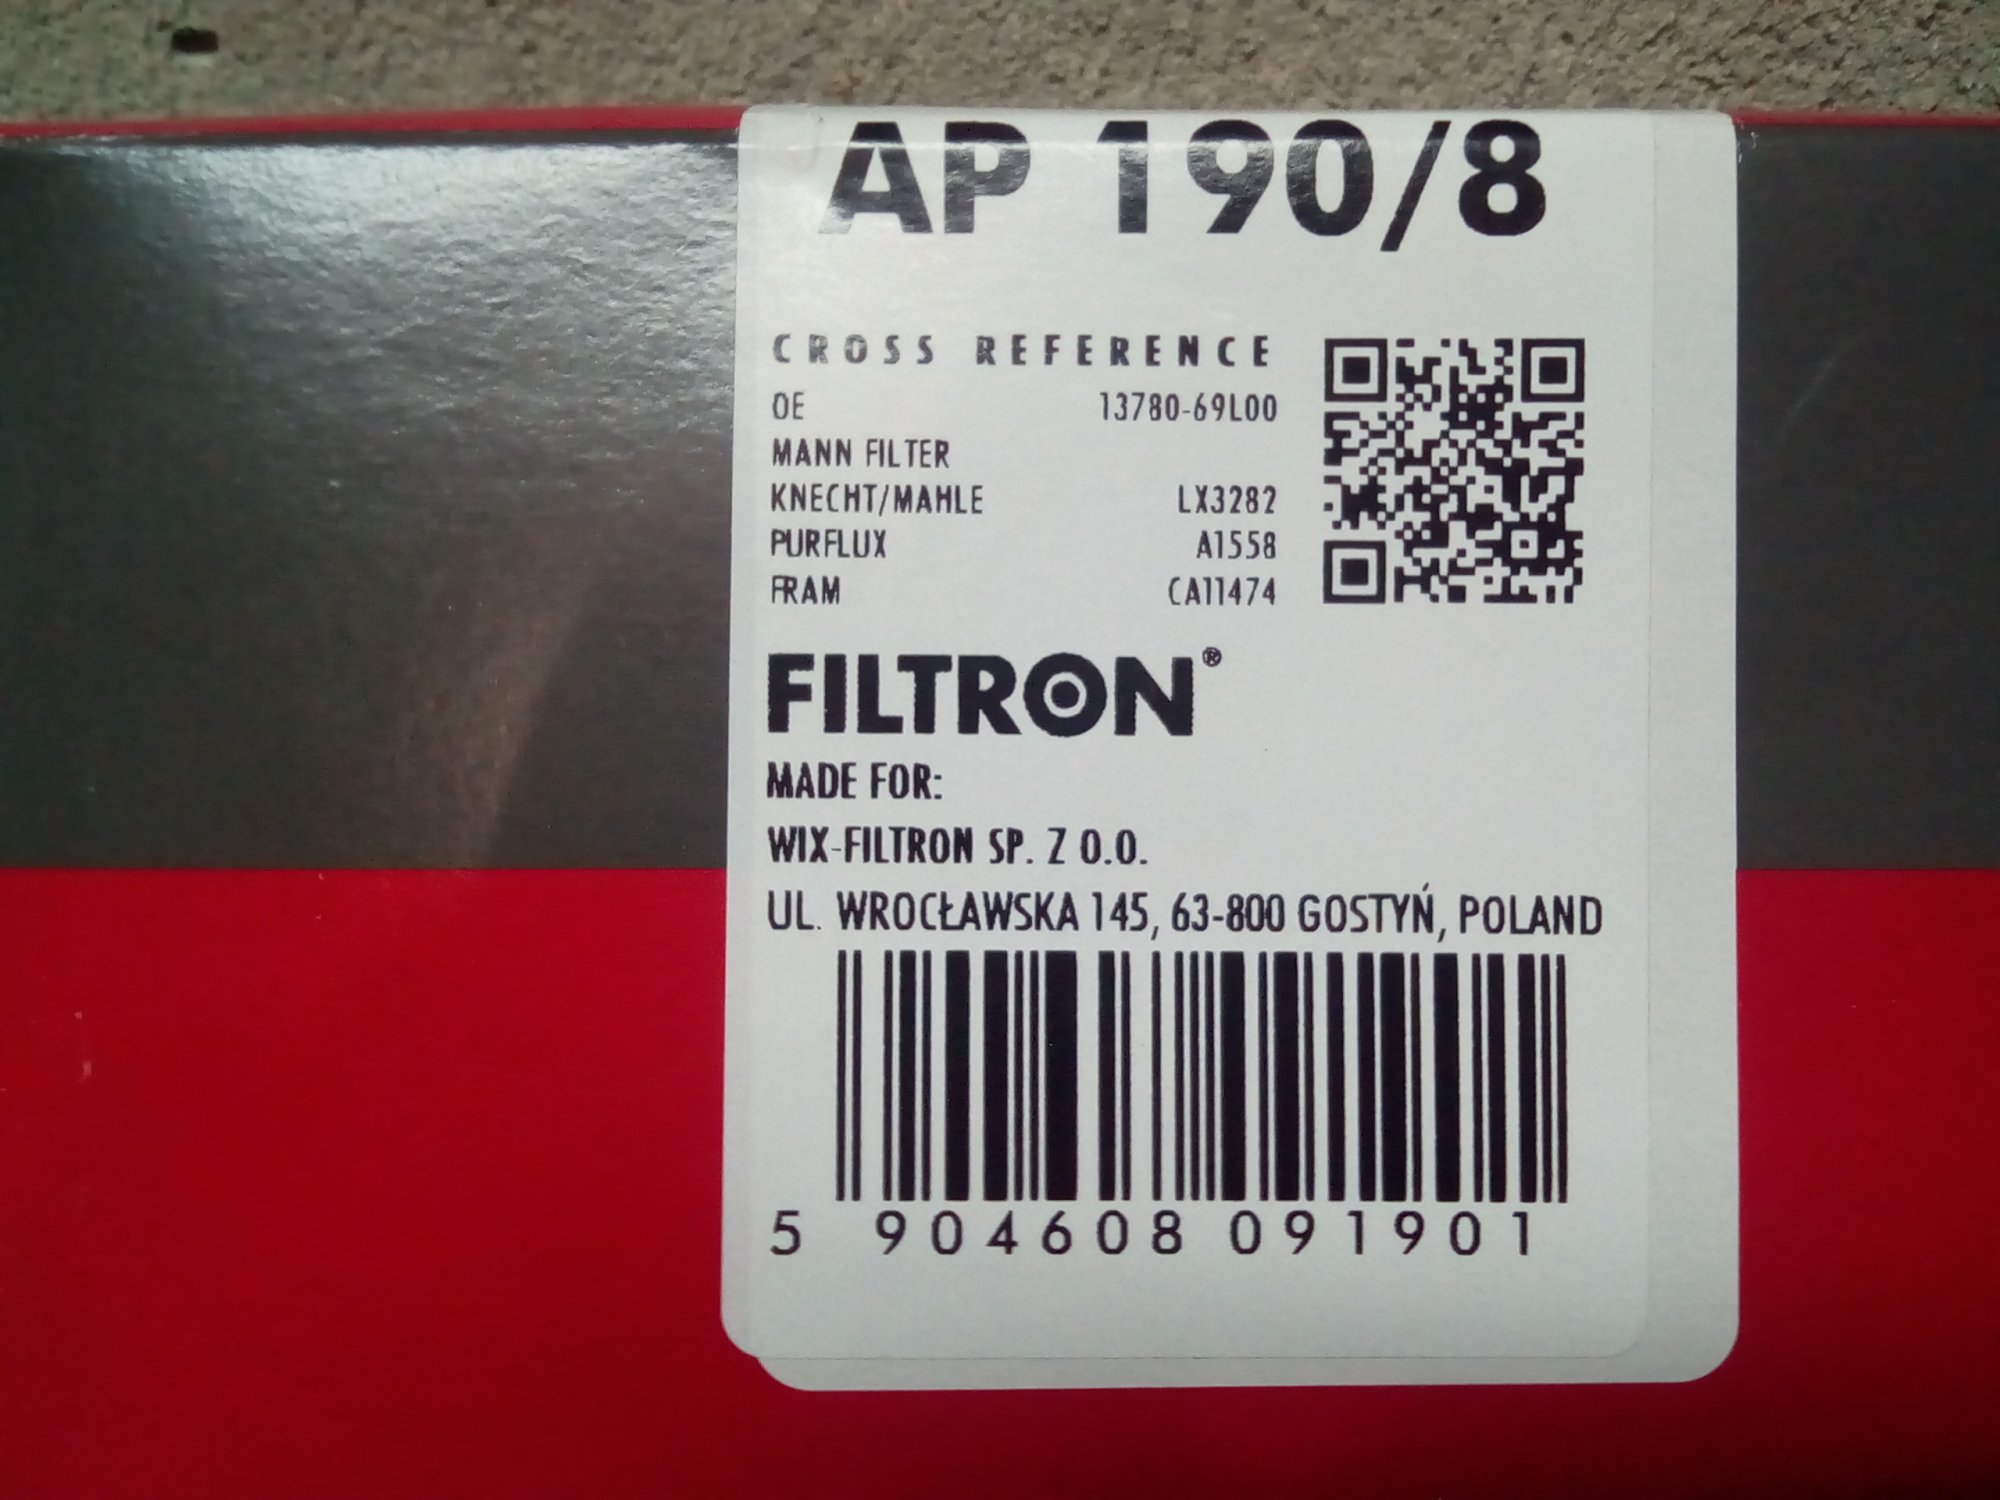 AP 190/8
CROSS REFERENCE
OE 13780-69L00
MANN FILTER
KNECHT/MAHLE LX3282
PURFLUX A1558
FRAM CA11474
FILTRON®
MADE FOR:
WIX-FILTRON SP. Z O.O.
UL. WROCŁAWSKA 145, 63-800 GOSTYŃ, POLAND
5 904608 091901